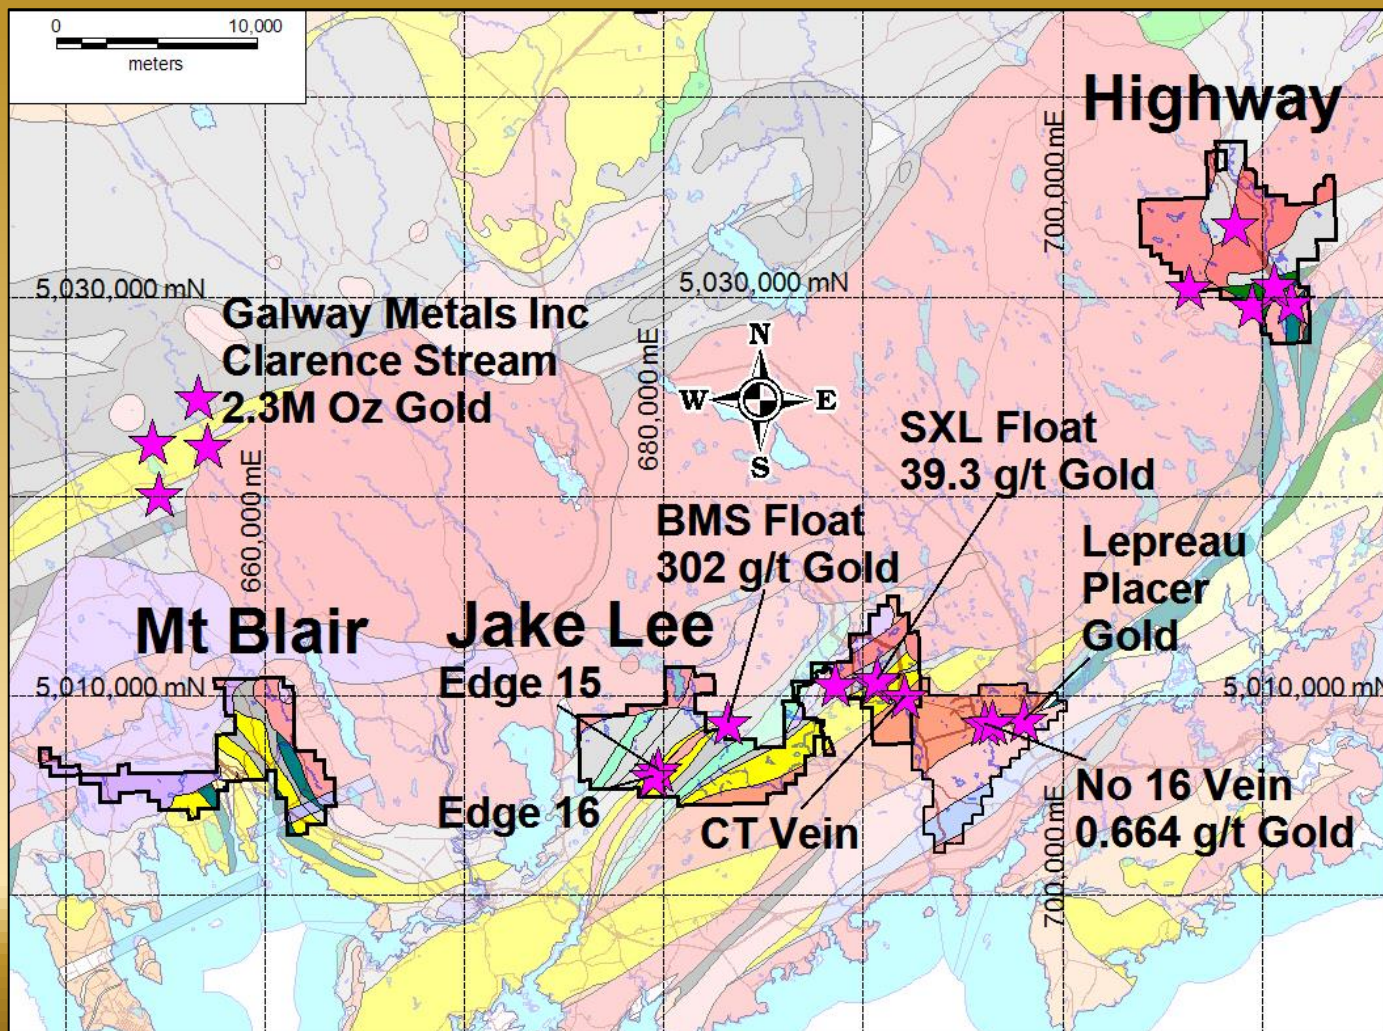 0 10,000
meters
Highway
700,000 mE
5,030,000 mN
5,030,000 mN
Galway Metals Inc
Clarence Stream
2.3M Oz Gold
680,000 mE
N
W E
S
SXL Float
39.3 g/t Gold
660,000 mE
BMS Float
302 g/t Gold
Lepreau
Placer
Gold
Mt Blair
Jake Lee
5,010,000 mN
Edge 15
5,010,000 mN
Edge 16
CT Vein
No 16 Vein
0.664 g/t Gold
700,000 mE